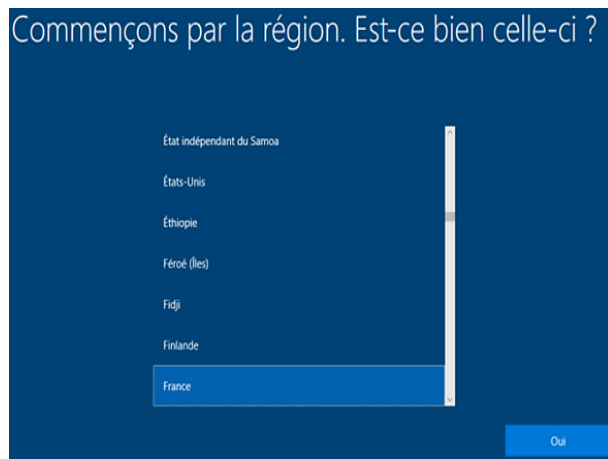 Commençons par la région. Est-ce bien celle-ci ?
État indépendant du Samoa
États-Unis
Éthiopie
Féroé (Îles)
Fidji
Finlande
France
Oui